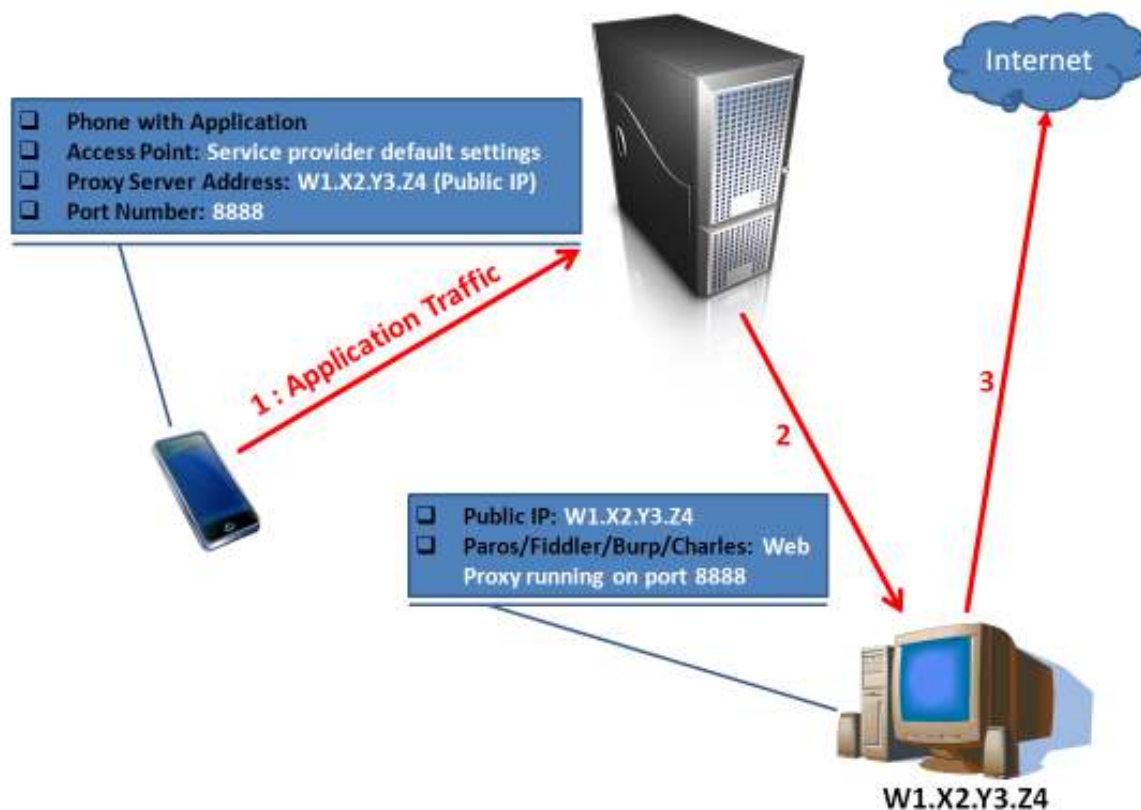 Internet
❑ Phone with Application
❑ Access Point: Service provider default settings
❑ Proxy Server Address: W1.X2.Y3.Z4 (Public IP)
❑ Port Number: 8888
1 : Application Traffic
2
3
❑ Public IP: W1.X2.Y3.Z4
❑ Paros/Fiddler/Burp/Charles: Web
Proxy running on port 8888
W1.X2.Y3.Z4